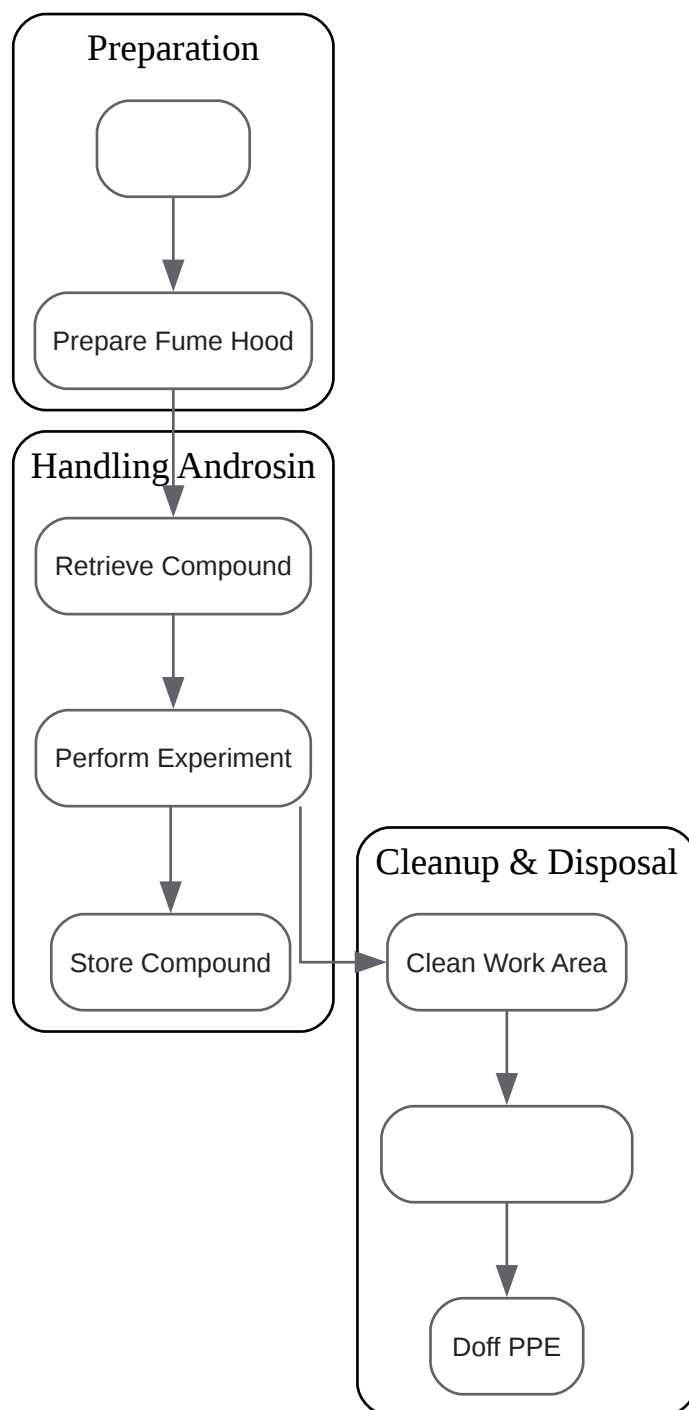 Preparation
Prepare Fume Hood
Handling Androsin
Retrieve Compound
Perform Experiment
Store Compound
Cleanup & Disposal
Clean Work Area
Doff PPE